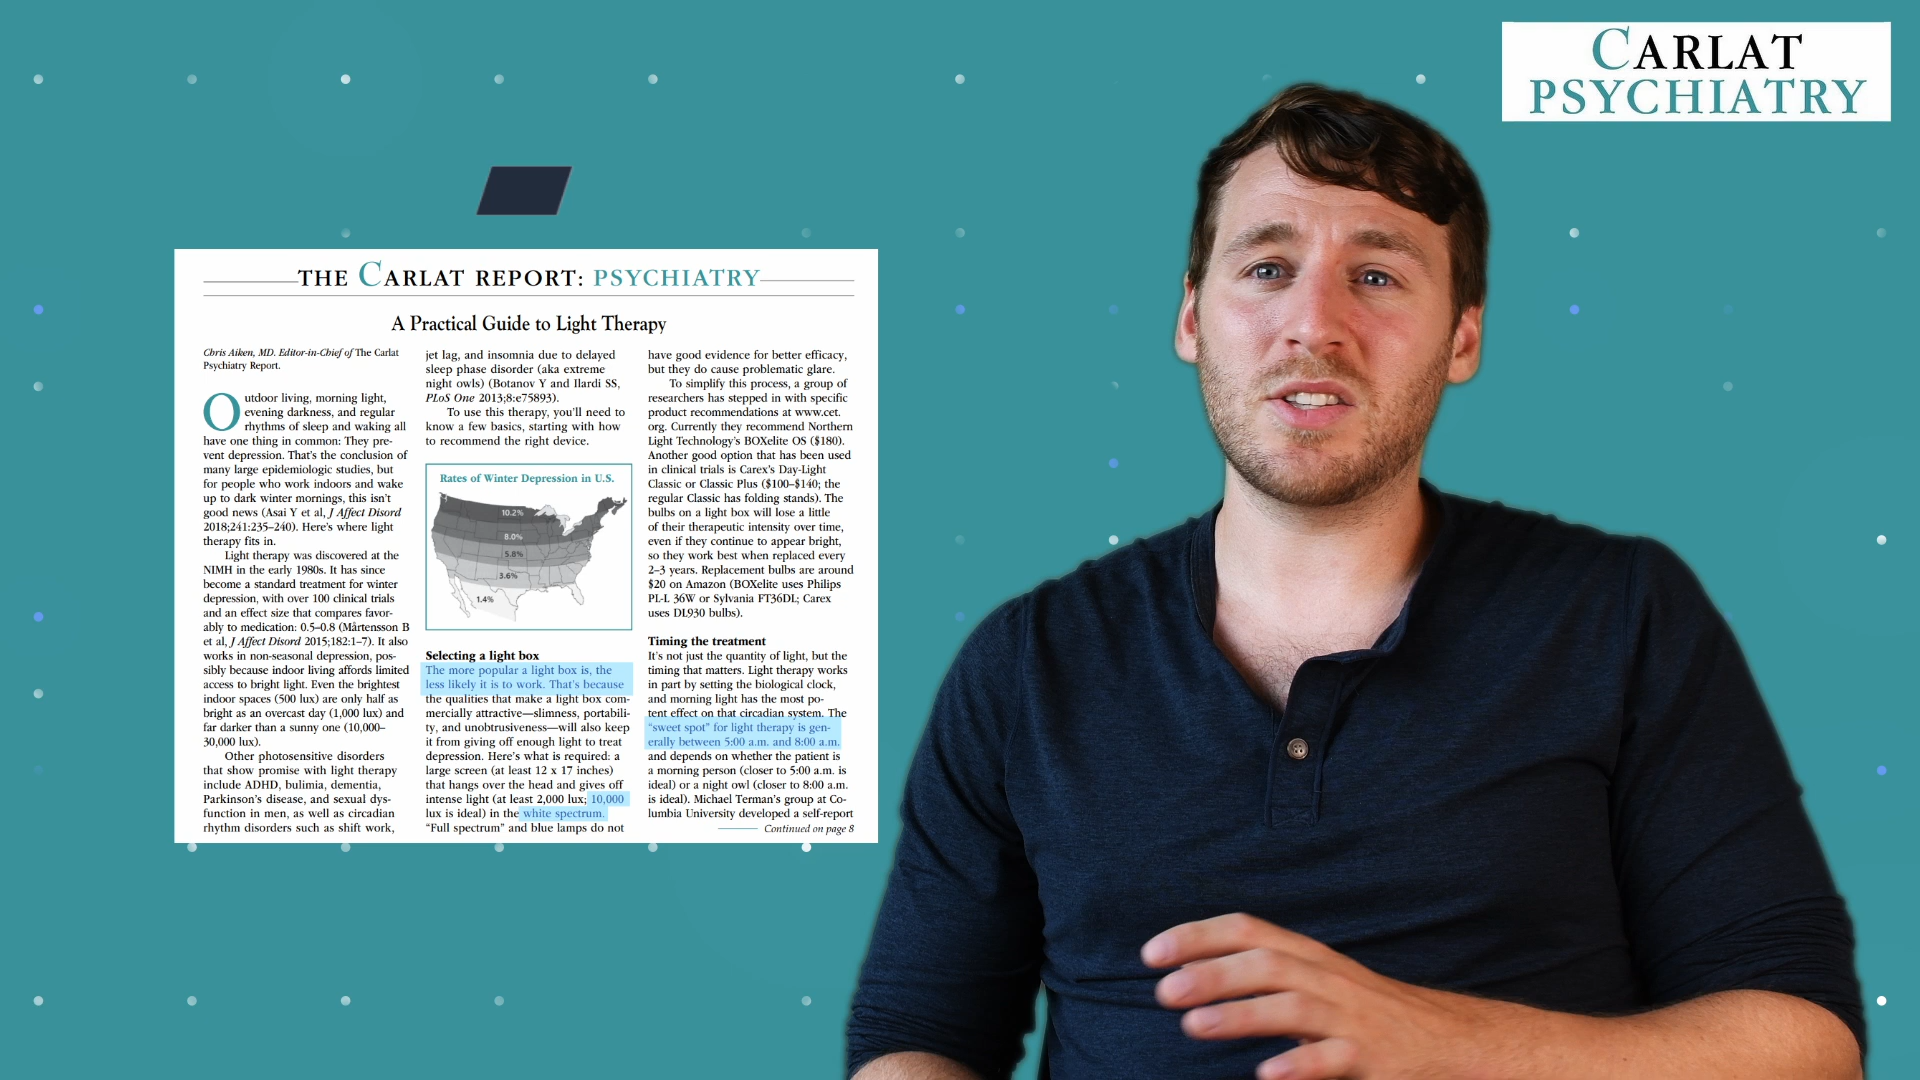 CARLAT
PSYCHIATRY
THE CARLAT REPORT: PSYCHIATRY
A Practical Guide to Light Therapy
Chris Aiken, MD. Editor-in-Chief of The Carlat
Psychiatry Report.
Outdoor living, morning light,
evening darkness, and regular
rhythms of sleep and waking all
have one thing in common: They pre-
vent depression. That's the conclusion of
many large epidemiologic studies, but
for people who work indoors and wake
up to dark winter mornings, this isn't
good news (Asai Y et al, J Affect Disord
2018;241:235–240). Here's where light
therapy fits in.
Light therapy was discovered at the
NIMH in the early 1980s. It has since
become a standard treatment for winter
depression, with over 100 clinical trials
and an effect size that compares favor-
ably to medication: 0.5–0.8 (Mårtensson B
et al, J Affect Disord 2015;182:1–7). It also
works in non-seasonal depression, pos-
sibly because indoor living affords limited
access to bright light. Even the brightest
indoor spaces (500 lux) are only half as
bright as an overcast day (1,000 lux) and
far darker than a sunny one (10,000–
30,000 lux).
Other photosensitive disorders
that show promise with light therapy
include ADHD, bulimia, dementia,
Parkinson's disease, and sexual dys-
function in men, as well as circadian
rhythm disorders such as shift work,
jet lag, and insomnia due to delayed
sleep phase disorder (aka extreme
night owls) (Botanov Y and Ilardi SS,
PLoS One 2013;8:e75893).
To use this therapy, you'll need to
know a few basics, starting with how
to recommend the right device.
Rates of Winter Depression in U.S.
10.2%
8.0%
5.8%
3.6%
1.4%
Selecting a light box
The more popular a light box is, the
less likely it is to work. That's because
the qualities that make a light box com-
mercially attractive—slimness, portabili-
ty, and unobtrusiveness—will also keep
it from giving off enough light to treat
depression. Here's what is required: a
large screen (at least 12 x 17 inches)
that hangs over the head and gives off
intense light (at least 2,000 lux; 10,000
lux is ideal) in the white spectrum.
"Full spectrum" and blue lamps do not
have good evidence for better efficacy,
but they do cause problematic glare.
To simplify this process, a group of
researchers has stepped in with specific
product recommendations at www.cet.
org. Currently they recommend Northern
Light Technology's BOXelite OS ($180).
Another good option that has been used
in clinical trials is Carex's Day-Light
Classic or Classic Plus ($100–$140; the
regular Classic has folding stands). The
bulbs on a light box will lose a little
of their therapeutic intensity over time,
even if they continue to appear bright,
so they work best when replaced every
2–3 years. Replacement bulbs are around
$20 on Amazon (BOXelite uses Philips
PL-L 36W or Sylvania FT36DL; Carex
uses DL930 bulbs).
Timing the treatment
It's not just the quantity of light, but the
timing that matters. Light therapy works
in part by setting the biological clock,
and morning light has the most po-
tent effect on that circadian system. The
"sweet spot" for light therapy is gen-
erally between 5:00 a.m. and 8:00 a.m.
and depends on whether the patient is
a morning person (closer to 5:00 a.m. is
ideal) or a night owl (closer to 8:00 a.m.
is ideal). Michael Terman's group at Co-
lumbia University developed a self-report
Continued on page 8